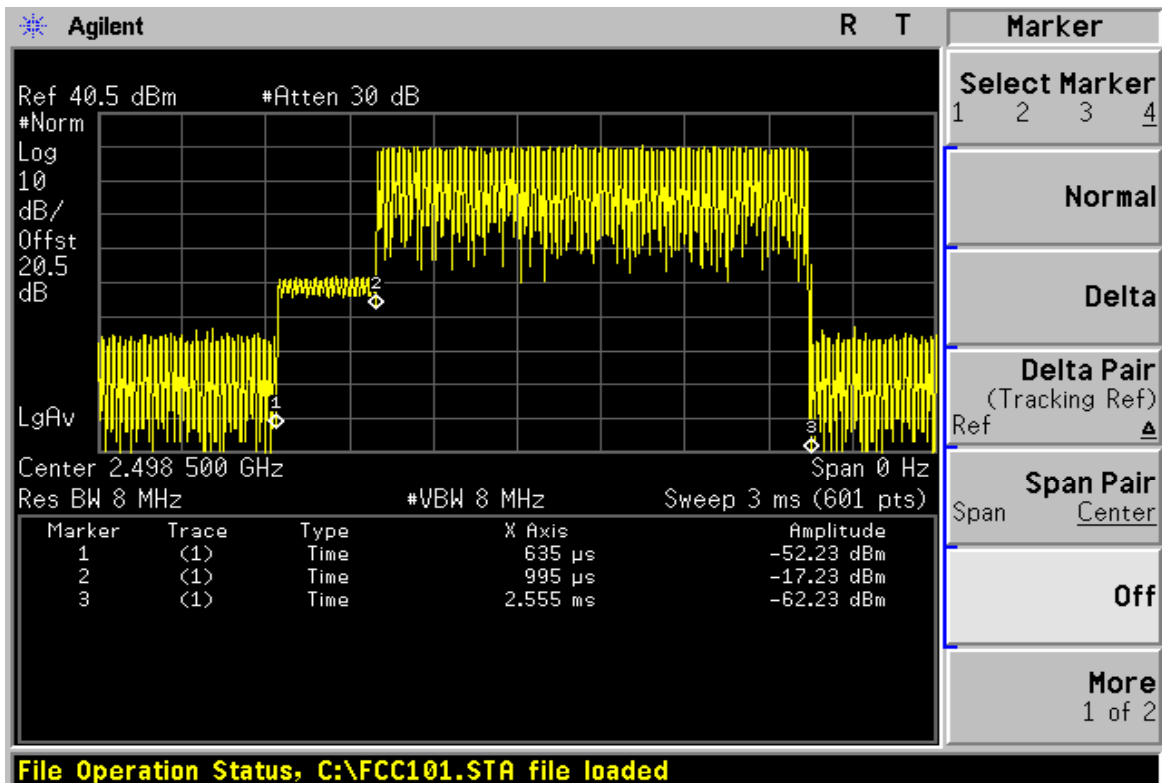 Agilent R T
Ref 40.5 dBm #Atten 30 dB
#Norm
Log
10
dB/
Offst
20.5
dB
LgAv
1
2
3
Center 2.498 500 GHz Span 0 Hz
Res BW 8 MHz #VBW 8 MHz Sweep 3 ms (601 pts)
Marker Trace Type X Axis Amplitude
1 (1) Time 635 µs -52.23 dBm
2 (1) Time 995 µs -17.23 dBm
3 (1) Time 2.555 ms -62.23 dBm
File Operation Status, C:\FCC101.STA file loaded
Marker
Select Marker
1 2 3 4
Normal
Delta
Delta Pair
(Tracking Ref)
Ref Δ
Span Pair
Span Center
Off
More
1 of 2